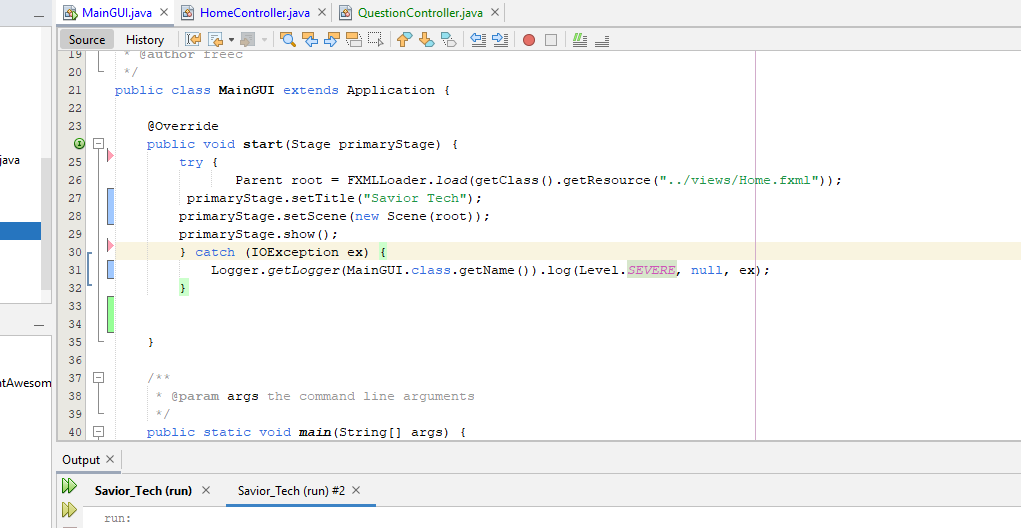 MainGUI.java HomeController.java QuestionController.java
Source History
19 * @author freec
20 */
21 public class MainGUI extends Application {
22
23 @Override
public void start(Stage primaryStage) {
25 try {
26 Parent root = FXMLLoader.load(getClass().getResource("../views/Home.fxml"));
27 primaryStage.setTitle("Savior Tech");
28 primaryStage.setScene(new Scene(root));
29 primaryStage.show();
30 } catch (IOException ex) {
31 Logger.getLogger(MainGUI.class.getName()).log(Level.SEVERE, null, ex);
32 }
33
34
35 }
36
37 /**
38 * @param args the command line arguments
39 */
40 public static void main(String[] args) {
java
ntAwesom
Output
Savior_Tech (run) Savior_Tech (run) #2
run: